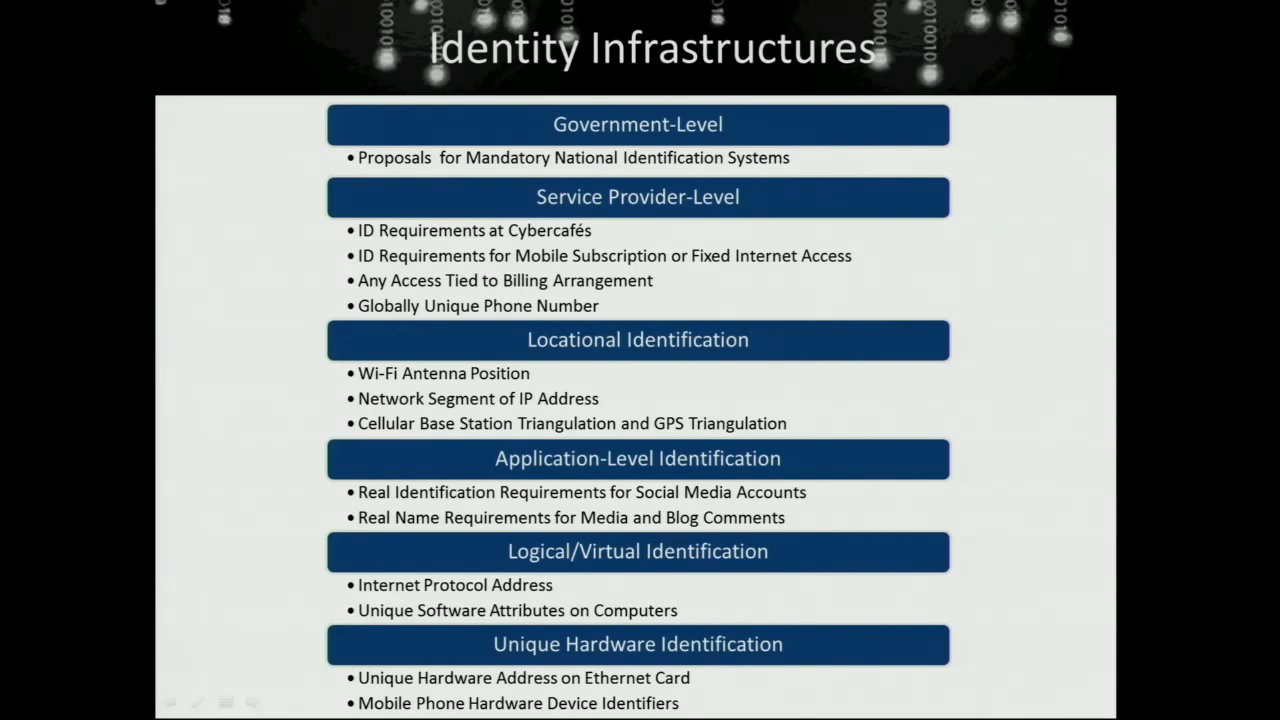 Identity Infrastructures
Government-Level
• Proposals for Mandatory National Identification Systems
Service Provider-Level
• ID Requirements at Cybercafés
• ID Requirements for Mobile Subscription or Fixed Internet Access
• Any Access Tied to Billing Arrangement
• Globally Unique Phone Number
Locational Identification
• Wi-Fi Antenna Position
• Network Segment of IP Address
• Cellular Base Station Triangulation and GPS Triangulation
Application-Level Identification
• Real Identification Requirements for Social Media Accounts
• Real Name Requirements for Media and Blog Comments
Logical/Virtual Identification
• Internet Protocol Address
• Unique Software Attributes on Computers
Unique Hardware Identification
• Unique Hardware Address on Ethernet Card
• Mobile Phone Hardware Device Identifiers